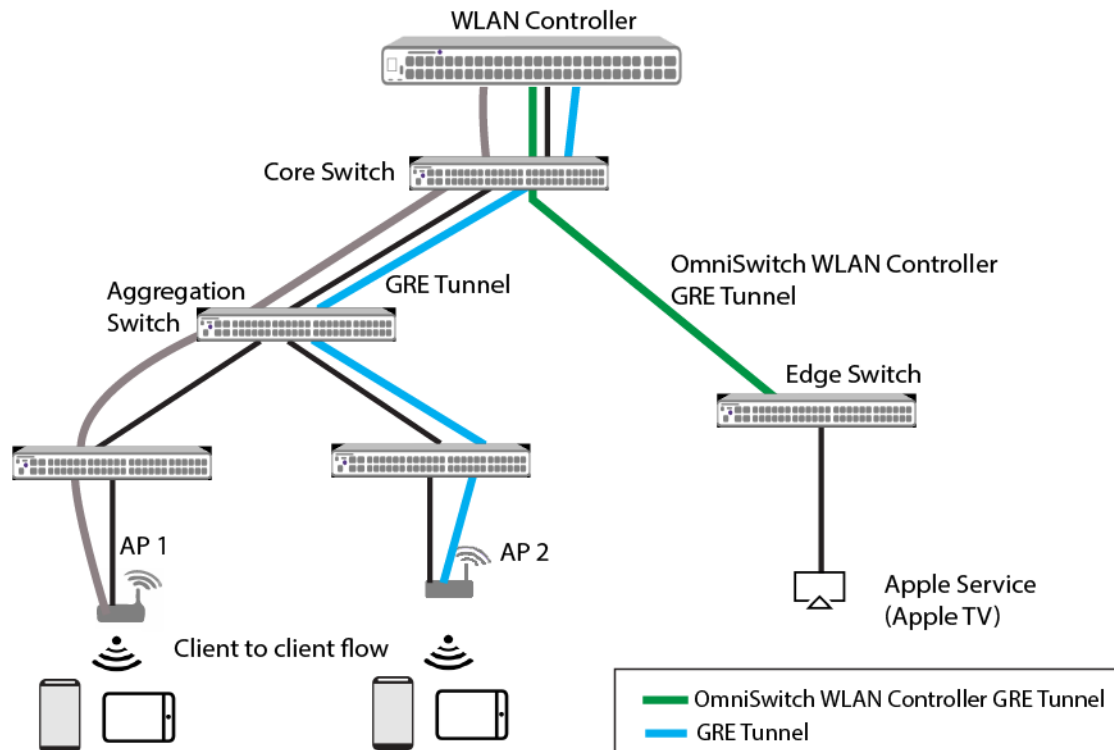 WLAN Controller
Core Switch
GRE Tunnel
OmniSwitch WLAN Controller
GRE Tunnel
Aggregation
Switch
Edge Switch
AP 1
AP 2
Apple Service
(Apple TV)
Client to client flow
OmniSwitch WLAN Controller GRE Tunnel
GRE Tunnel